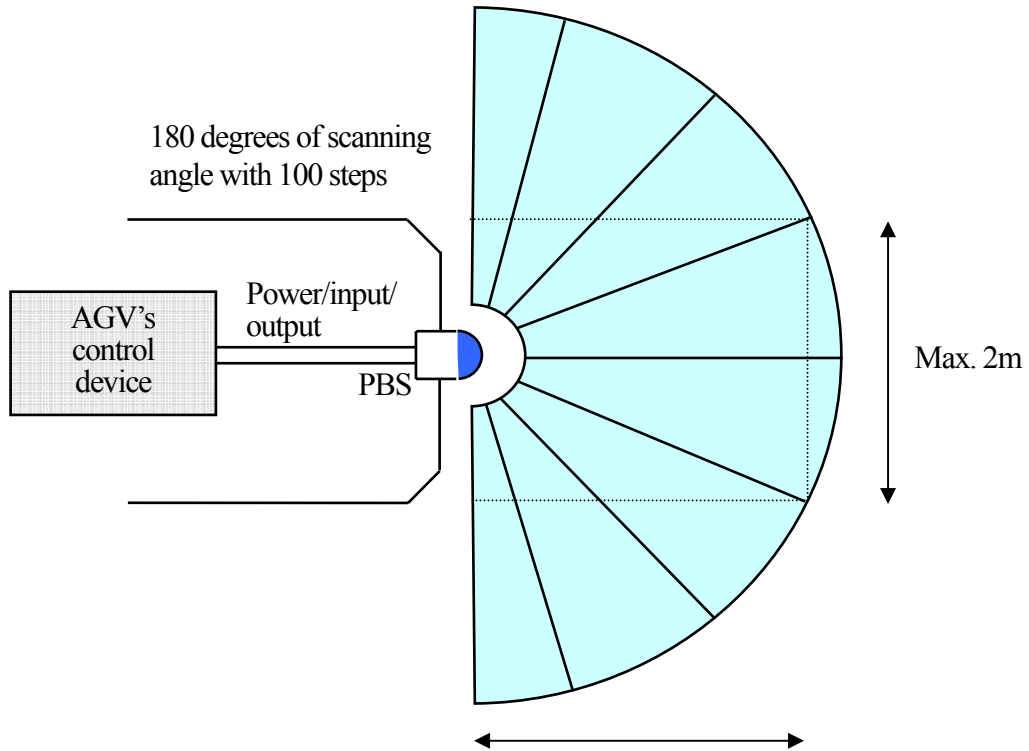 180 degrees of scanning
angle with 100 steps
Power/input/
output
AGV's
control
device
PBS
Max. 2m